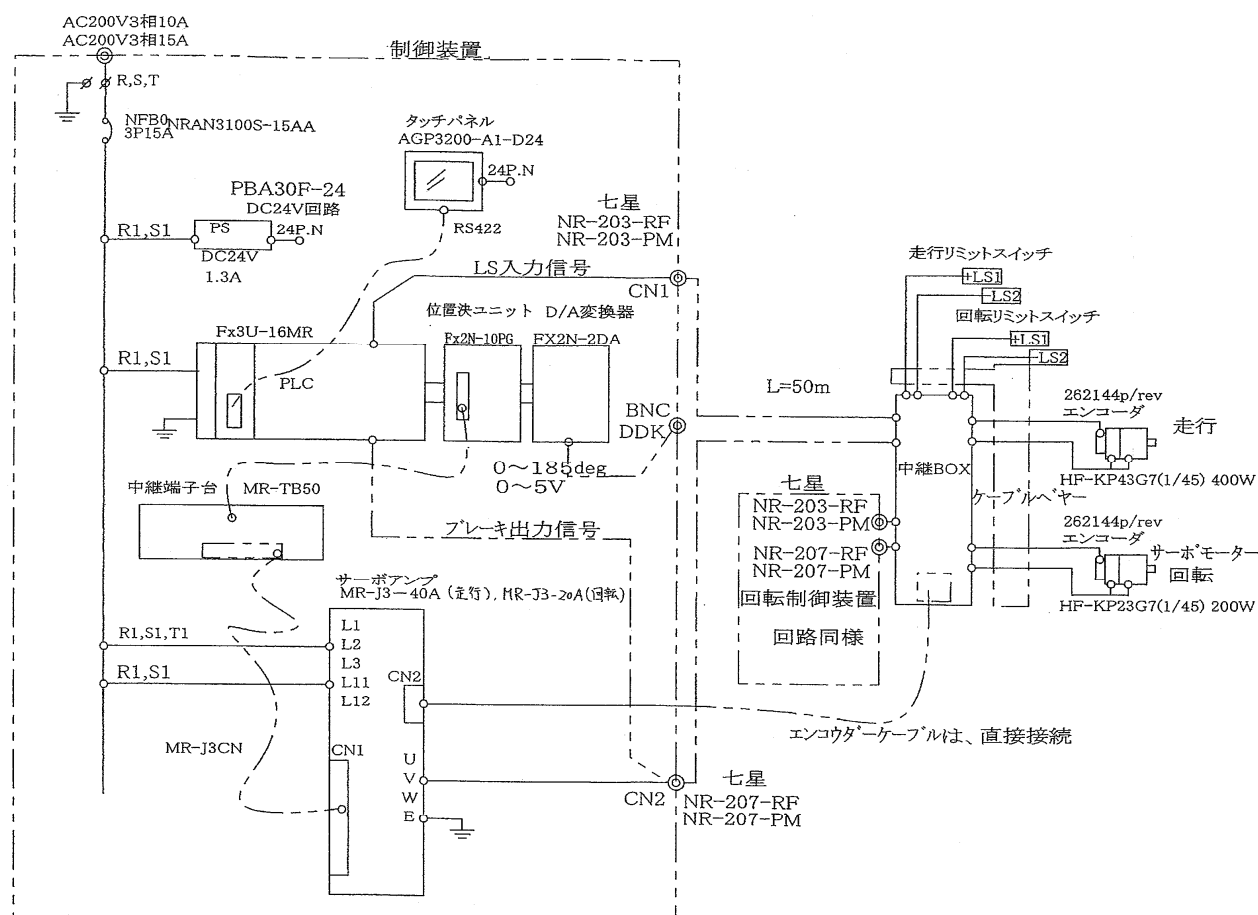 AC200V3相10A
AC200V3相15A
制御装置
R,S,T
NFB0
3P15A
NRAN3100S-15AA
タッチパネル
AGP3200-A1-D24
24P.N
RS422
PBA30F-24
DC24V回路
R1,S1
PS
24P.N
DC24V
1.3A
七星
NR-203-RF
NR-203-PM
LS入力信号
CN1
位置決ユニット D/A変換器
Fx3U-16MR
Fx2N-10PG
FX2N-2DA
R1,S1
PLC
BNC
DDK
0～185deg
0～5V
L=50m
走行リミットスイッチ
+LS1
-LS2
回転リミットスイッチ
+LS1
-LS2
262144p/rev
エンコーダ
走行
HF-KP43G7(1/45) 400W
中継BOX
ケーブルベヤー
262144p/rev
エンコーダ
サーボモーター
回転
HF-KP23G7(1/45) 200W
七星
NR-203-RF
NR-203-PM
NR-207-RF
NR-207-PM
回転制御装置
回路同様
中継端子台 MR-TB50
ブレーキ出力信号
サーボアンプ
MR-J3-40A (走行), MR-J3-20A(回転)
R1,S1,T1
R1,S1
L1
L2
L3
L11
L12
CN2
エンコウダーケーブルは、直接接続
MR-J3CN
CN1
U
V
W
E
CN2
七星
NR-207-RF
NR-207-PM